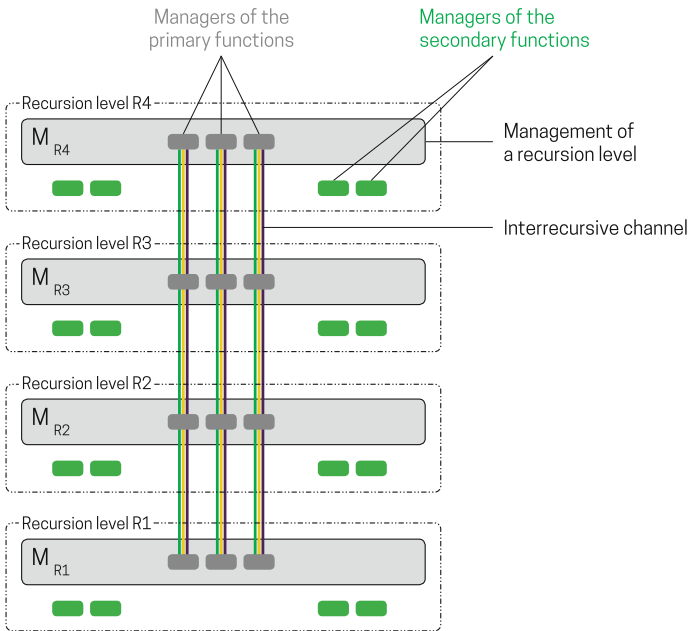 Managers of the
primary functions
Managers of the
secondary functions
Recursion level R4
M R4
Management of
a recursion level
Interrecursive channel
Recursion level R3
M R3
Recursion level R2
M R2
Recursion level R1
M R1